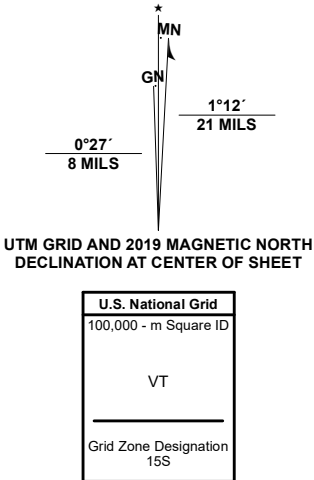 ★
MN
GN
1°12´
21 MILS
0°27´
8 MILS
UTM GRID AND 2019 MAGNETIC NORTH
DECLINATION AT CENTER OF SHEET
U.S. National Grid
100,000 - m Square ID
VT
Grid Zone Designation
15S